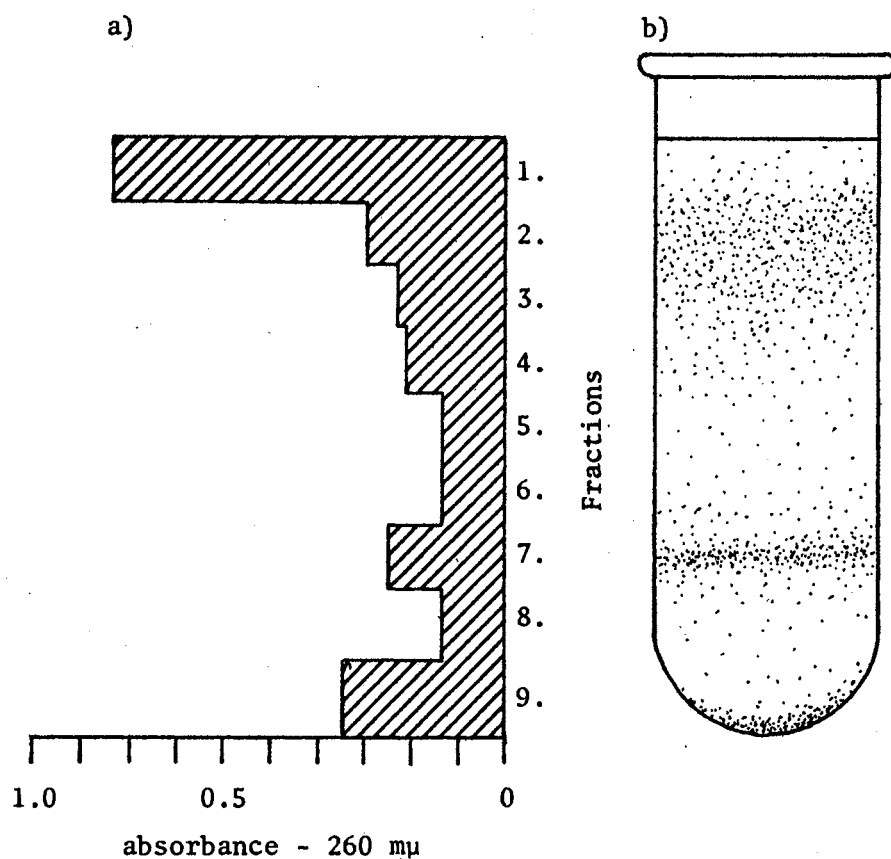 a)
b)
1.
2.
3.
4.
5.
6.
7.
8.
9.
Fractions
1.0 0.5 0
absorbance - 260 mμ